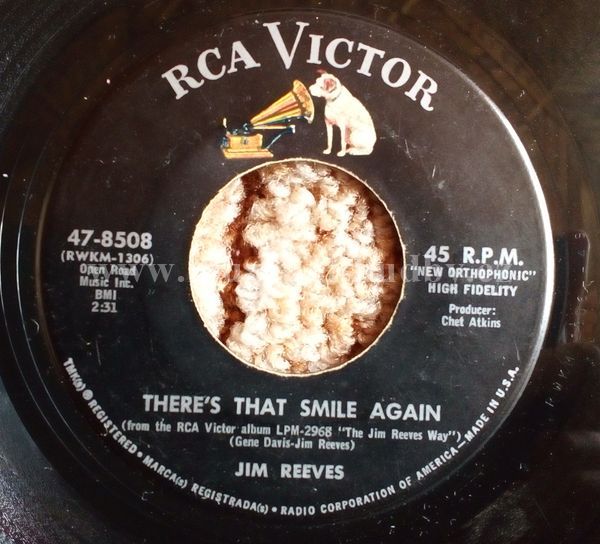 RCA VICTOR
47-8508
(RWKM-1306)
Open Road
Music Inc.
BMI
2:31
45 R.P.M.
"NEW ORTHOPHONIC"
HIGH FIDELITY
Producer:
Chet Atkins
THERE'S THAT SMILE AGAIN
(from the RCA Victor album LPM-2968 "The Jim Reeves Way")
(Gene Davis-Jim Reeves)
JIM REEVES
TMK(s) ® REGISTERED • MARCA(s) REGISTRADA(s) • RADIO CORPORATION OF AMERICA—MADE IN U.S.A.